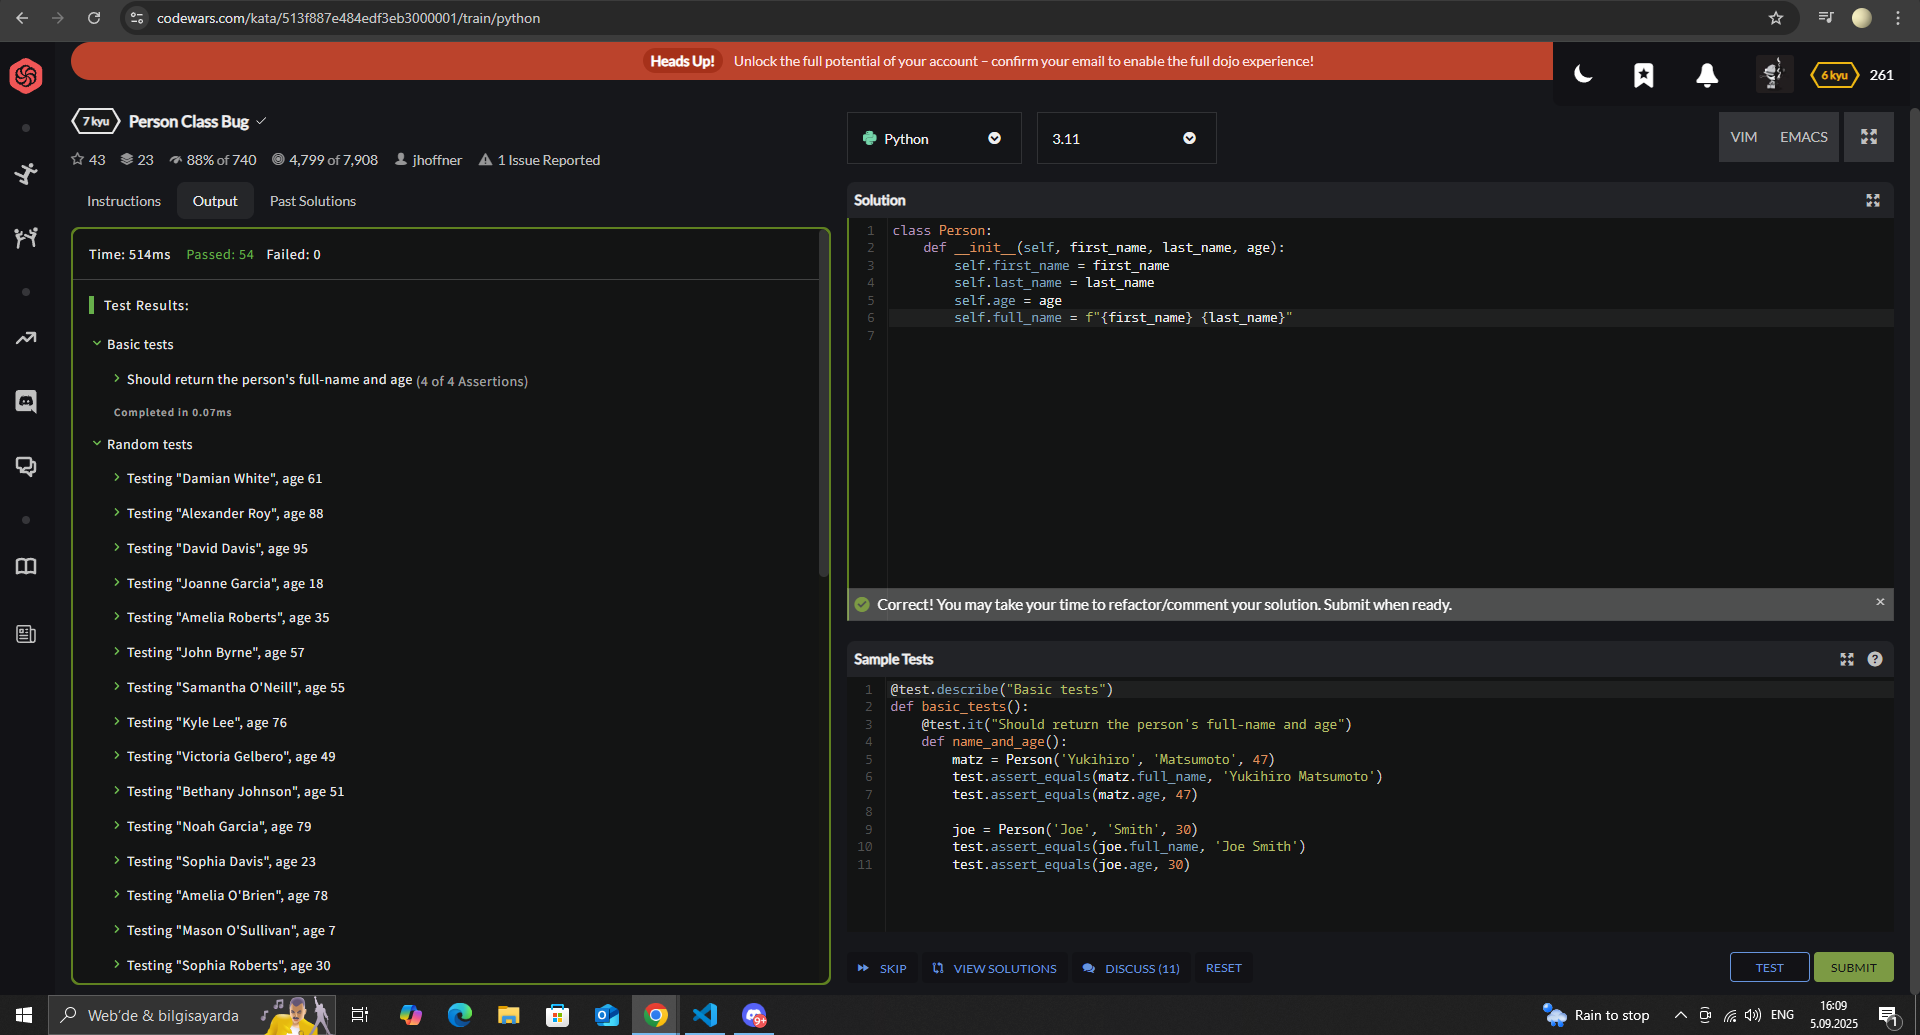 codewars.com/kata/513f887e484edf3eb3000001/train/python
Heads Up! Unlock the full potential of your account – confirm your email to enable the full dojo experience!
6 kyu 261
7 kyu Person Class Bug
43 23 88% of 740 4,799 of 7,908 jhoffner 1 Issue Reported
Instructions Output Past Solutions
Time: 514ms Passed: 54 Failed: 0
Test Results:
Basic tests
Should return the person's full-name and age (4 of 4 Assertions)
Completed in 0.07ms
Random tests
Testing "Damian White", age 61
Testing "Alexander Roy", age 88
Testing "David Davis", age 95
Testing "Joanne Garcia", age 18
Testing "Amelia Roberts", age 35
Testing "John Byrne", age 57
Testing "Samantha O'Neill", age 55
Testing "Kyle Lee", age 76
Testing "Victoria Gelbero", age 49
Testing "Bethany Johnson", age 51
Testing "Noah Garcia", age 79
Testing "Sophia Davis", age 23
Testing "Amelia O'Brien", age 78
Testing "Mason O'Sullivan", age 7
Testing "Sophia Roberts", age 30
Python 3.11 VIM EMACS
Solution
1 class Person:
2     def __init__(self, first_name, last_name, age):
3         self.first_name = first_name
4         self.last_name = last_name
5         self.age = age
6         self.full_name = f"{first_name} {last_name}"
7
Correct! You may take your time to refactor/comment your solution. Submit when ready.
Sample Tests
1 @test.describe("Basic tests")
2 def basic_tests():
3     @test.it("Should return the person's full-name and age")
4     def name_and_age():
5         matz = Person('Yukihiro', 'Matsumoto', 47)
6         test.assert_equals(matz.full_name, 'Yukihiro Matsumoto')
7         test.assert_equals(matz.age, 47)
8
9         joe = Person('Joe', 'Smith', 30)
10         test.assert_equals(joe.full_name, 'Joe Smith')
11         test.assert_equals(joe.age, 30)
SKIP VIEW SOLUTIONS DISCUSS (11) RESET TEST SUBMIT
Web'de & bilgisayarda
9+
Rain to stop ENG 16:09
5.09.2025
1